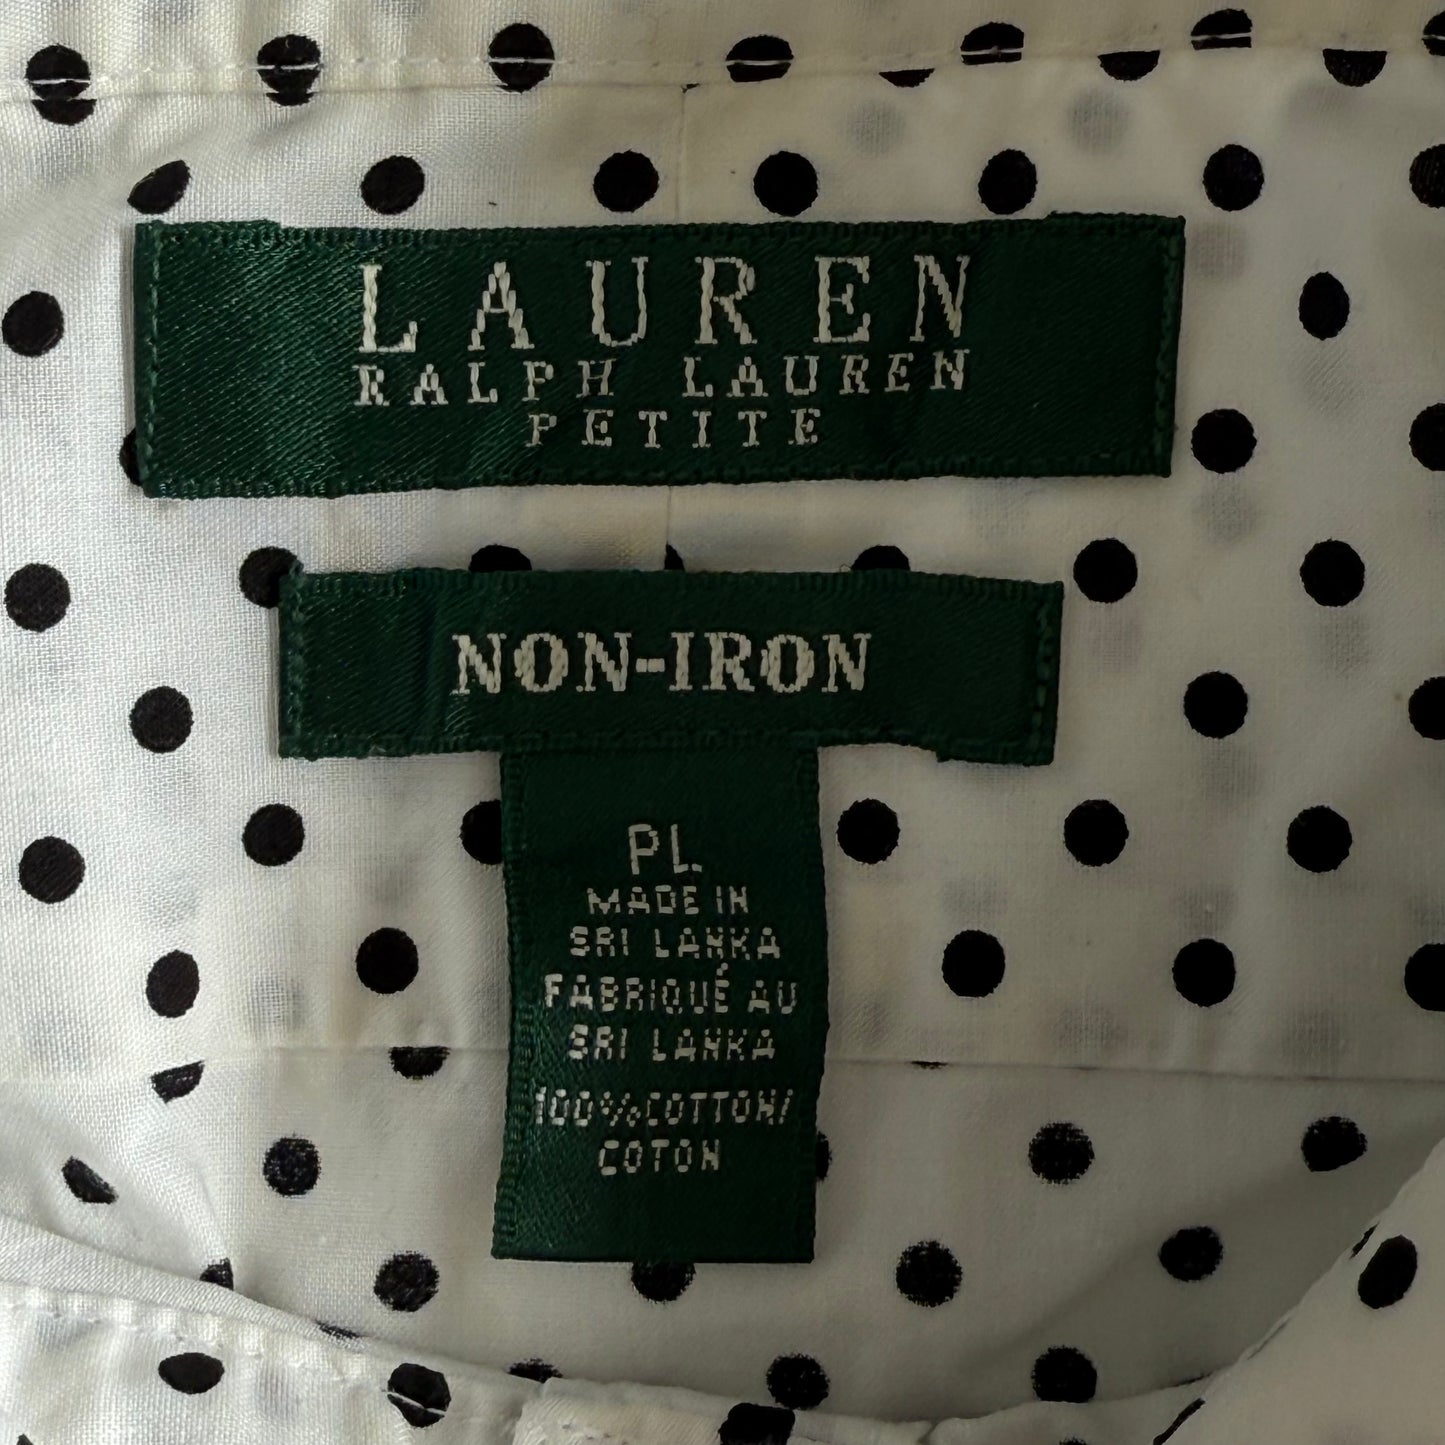 LAUREN
RALPH LAUREN
PETITE
NON-IRON
PL
MADE IN
SRI LANKA
FABRIQUÉ AU
SRI LANKA
100% COTTON/
COTON